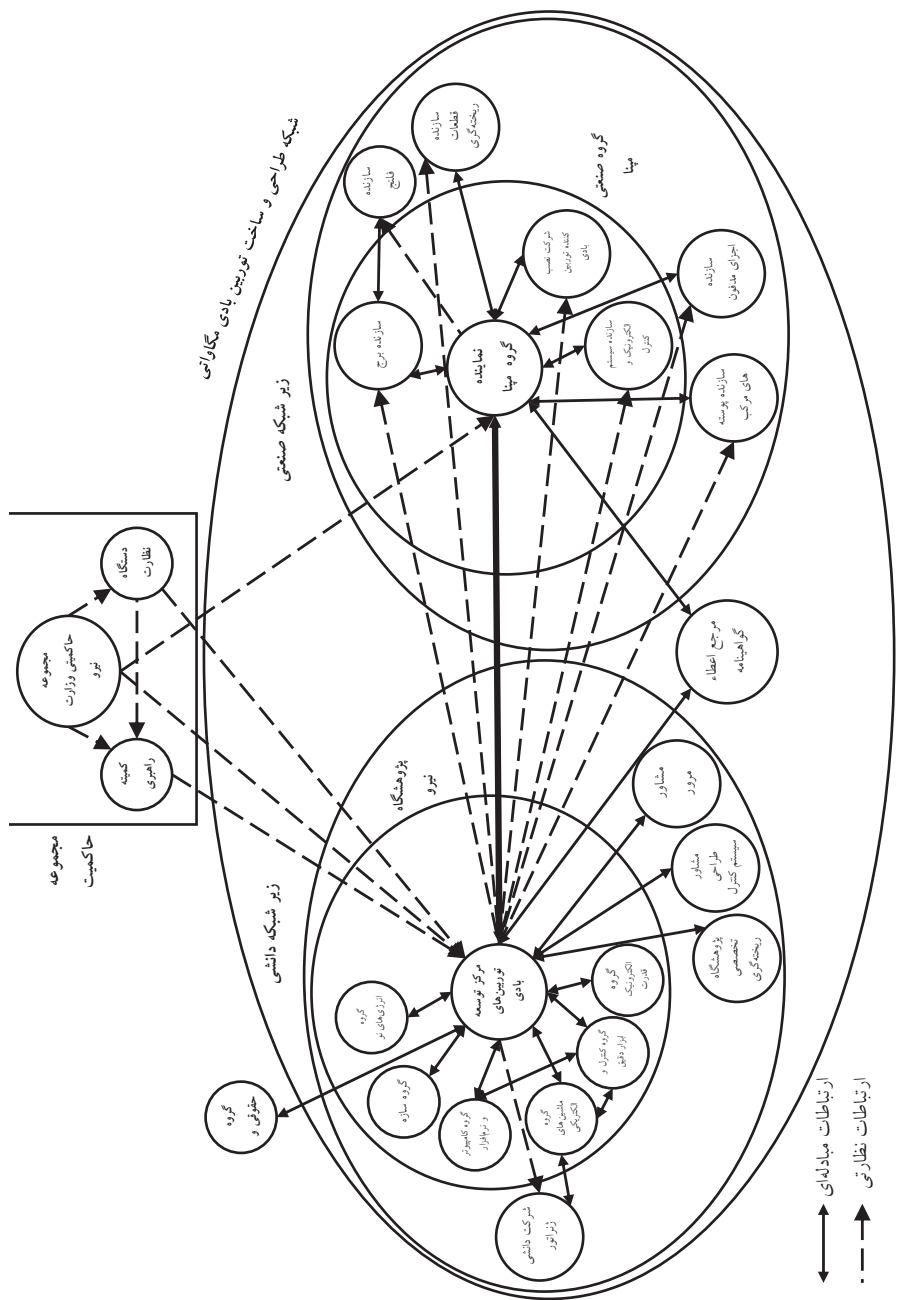 شبکه طراحی و ساخت توربین بادی مگاواتی
مجموعه
حاکمیت
مجموعه
حاکمیتی وزارت
نیرو
دستگاه
نظارت
کمیته
راهبری
زیر شبکه صنعتی
گروه صنعتی
مپنا
سازنده
قطعات
ریخته‌گری
سازنده
فلنج
سازنده برج
شرکت نصب
کننده توربین
بادی
نماینده
گروه مپنا
سازنده سیستم
الکترونیک و
کنترل
سازنده
اجزای مدفون
سازنده پوسته
های مرکب
مرجع اعطاء
گواهینامه
زیر شبکه دانشی
پژوهشگاه
نیرو
مرکز توسعه
توربین‌های
بادی
گروه
انرژی‌های نو
گروه سازه
گروه کامپیوتر
و نرم‌افزار
گروه
ماشین‌های
الکتریکی
گروه کنترل و
ابزار دقیق
گروه
الکترونیک
قدرت
مشاور
مرور
مشاور
طراحی
سیستم کنترل
پژوهشگاه
تخصصی
ریخته‌گری
شرکت دانشی
ژنراتور
گروه
حقوقی و
ارتباطات مبادله‌ای
ارتباطات نظارتی